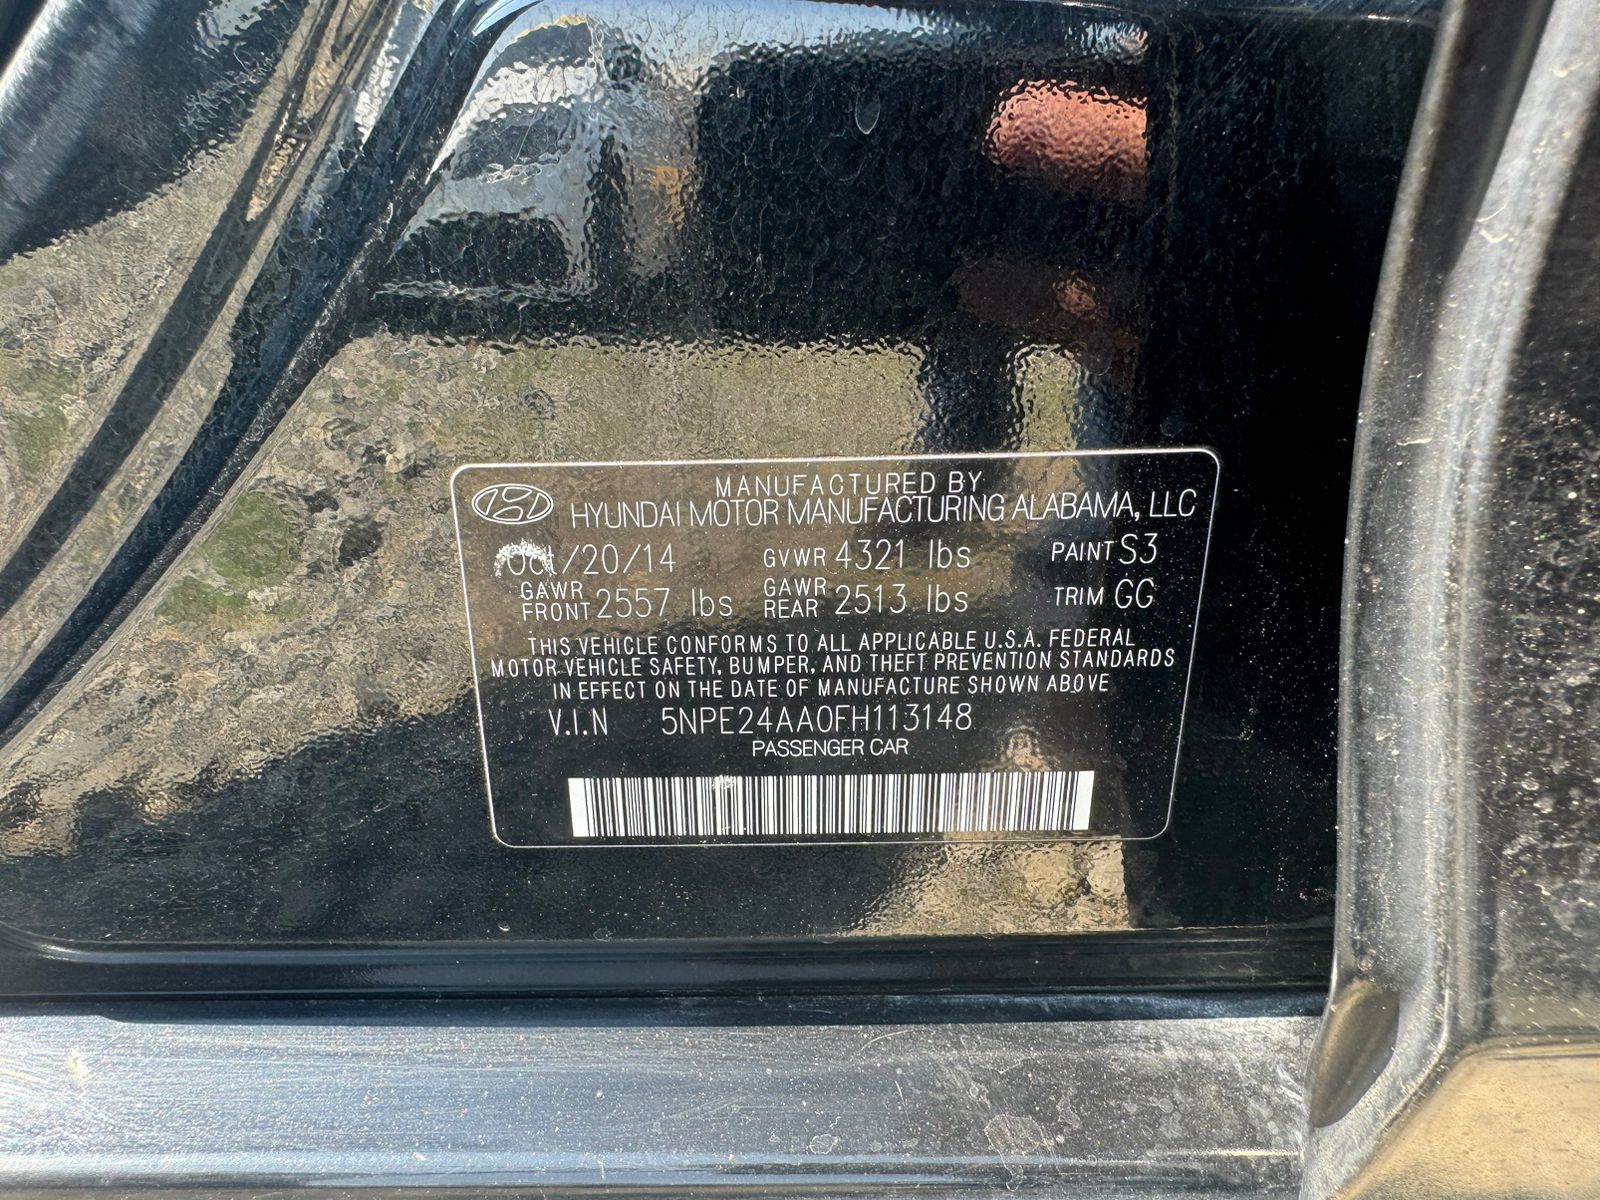 MANUFACTURED BY
HYUNDAI MOTOR MANUFACTURING ALABAMA, LLC
Oct/20/14 GVWR 4321 lbs PAINT S3
GAWR FRONT 2557 lbs GAWR REAR 2513 lbs TRIM GG
THIS VEHICLE CONFORMS TO ALL APPLICABLE U.S.A. FEDERAL
MOTOR VEHICLE SAFETY, BUMPER, AND THEFT PREVENTION STANDARDS
IN EFFECT ON THE DATE OF MANUFACTURE SHOWN ABOVE
V.I.N 5NPE24AA0FH113148
PASSENGER CAR